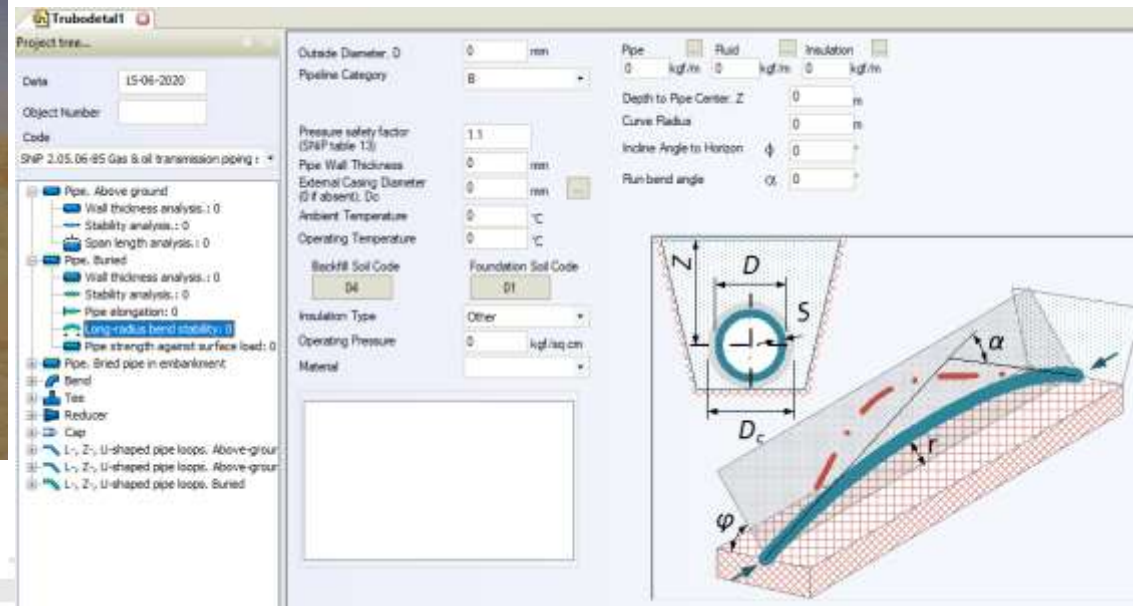 Trubodetal1
Project tree...
Data 15-06-2020
Object Number
Code
SNiP 2.05.06-85 Gas & oil transmission piping :
Pipe. Above ground
Wall thickness analysis.: 0
Stability analysis.: 0
Span length analysis.: 0
Pipe. Buried
Wall thickness analysis.: 0
Stability analysis.: 0
Pipe elongation: 0
Long-radius bend stability: 0
Pipe strength against surface load: 0
Pipe. Bried pipe in embankment
Bend
Tee
Reducer
Cap
L-, Z-, U-shaped pipe loops. Above-grour
L-, Z-, U-shaped pipe loops. Above-grour
L-, Z-, U-shaped pipe loops. Buried
Outside Diameter, D 0 mm
Pipeline Category B
Pressure safety factor
(SNiP table 13) 1.1
Pipe Wall Thickness 0 mm
External Casing Diameter
(0 if absent), Dc 0 mm ...
Ambient Temperature 0 °C
Operating Temperature 0 °C
Backfill Soil Code Foundation Soil Code
04 01
Insulation Type Other
Operating Pressure 0 kgf/sq.cm
Material
Pipe ... Fluid ... Insulation ...
0 kgf/m 0 kgf/m 0 kgf/m
Depth to Pipe Center, Z 0 m
Curve Radius 0 m
Incline Angle to Horizon ϕ 0 °
Run bend angle α 0 °
Z D
S
Dc
α
r
φ